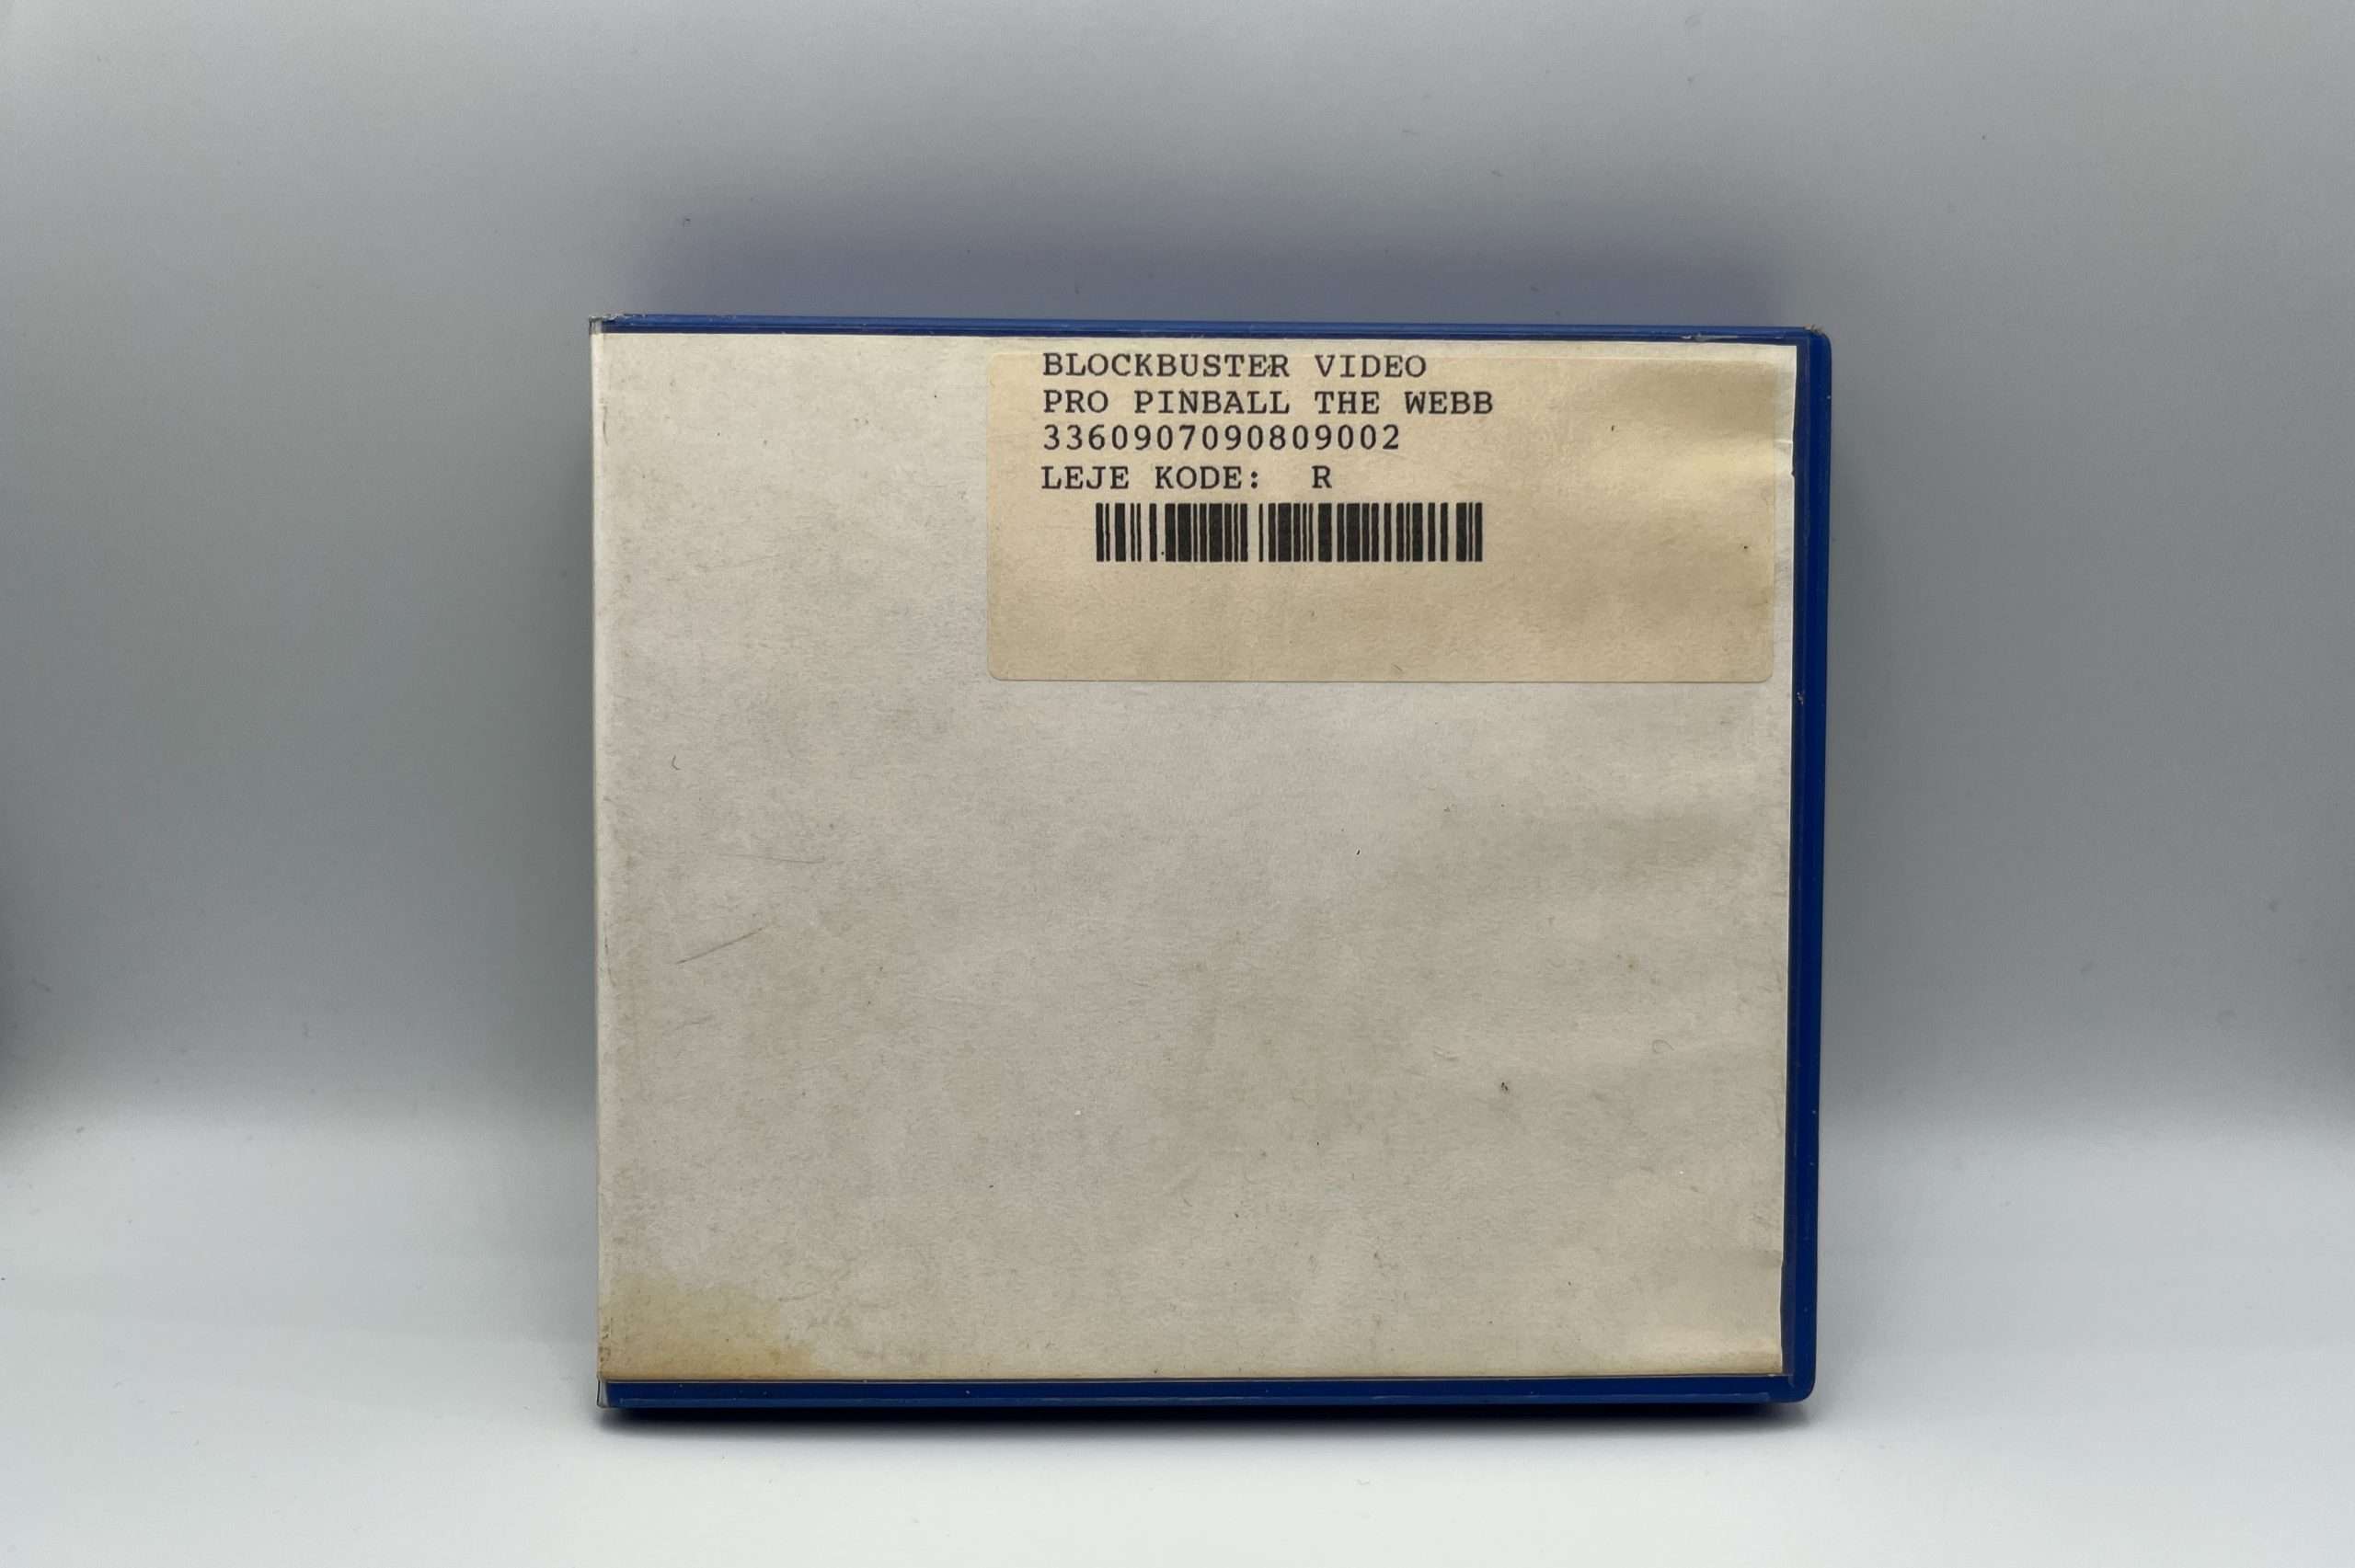 BLOCKBUSTER VIDEO
PRO PINBALL THE WEBB
3360907090809002
LEJE KODE: R